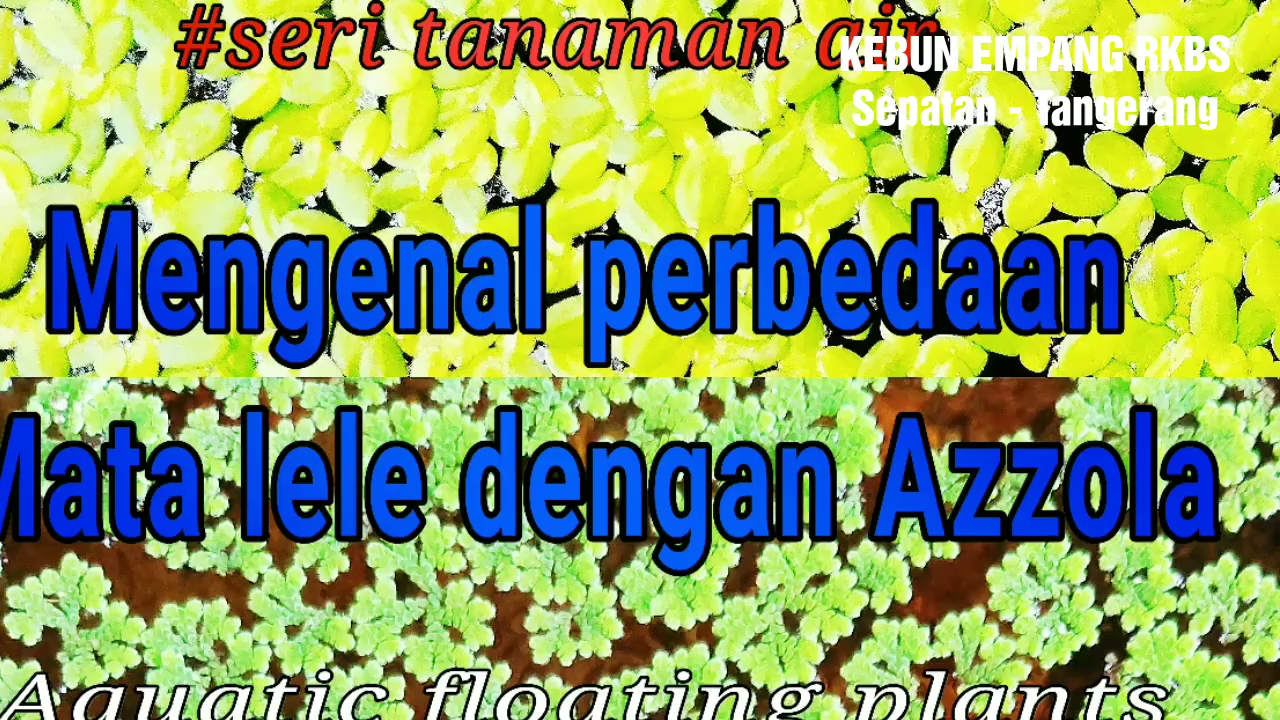 #seri tanaman air
KEBUN EMPANG RKBS
Sepatan - Tangerang
Mengenal perbedaan
Mata lele dengan Azzola
Aquatic floating plants